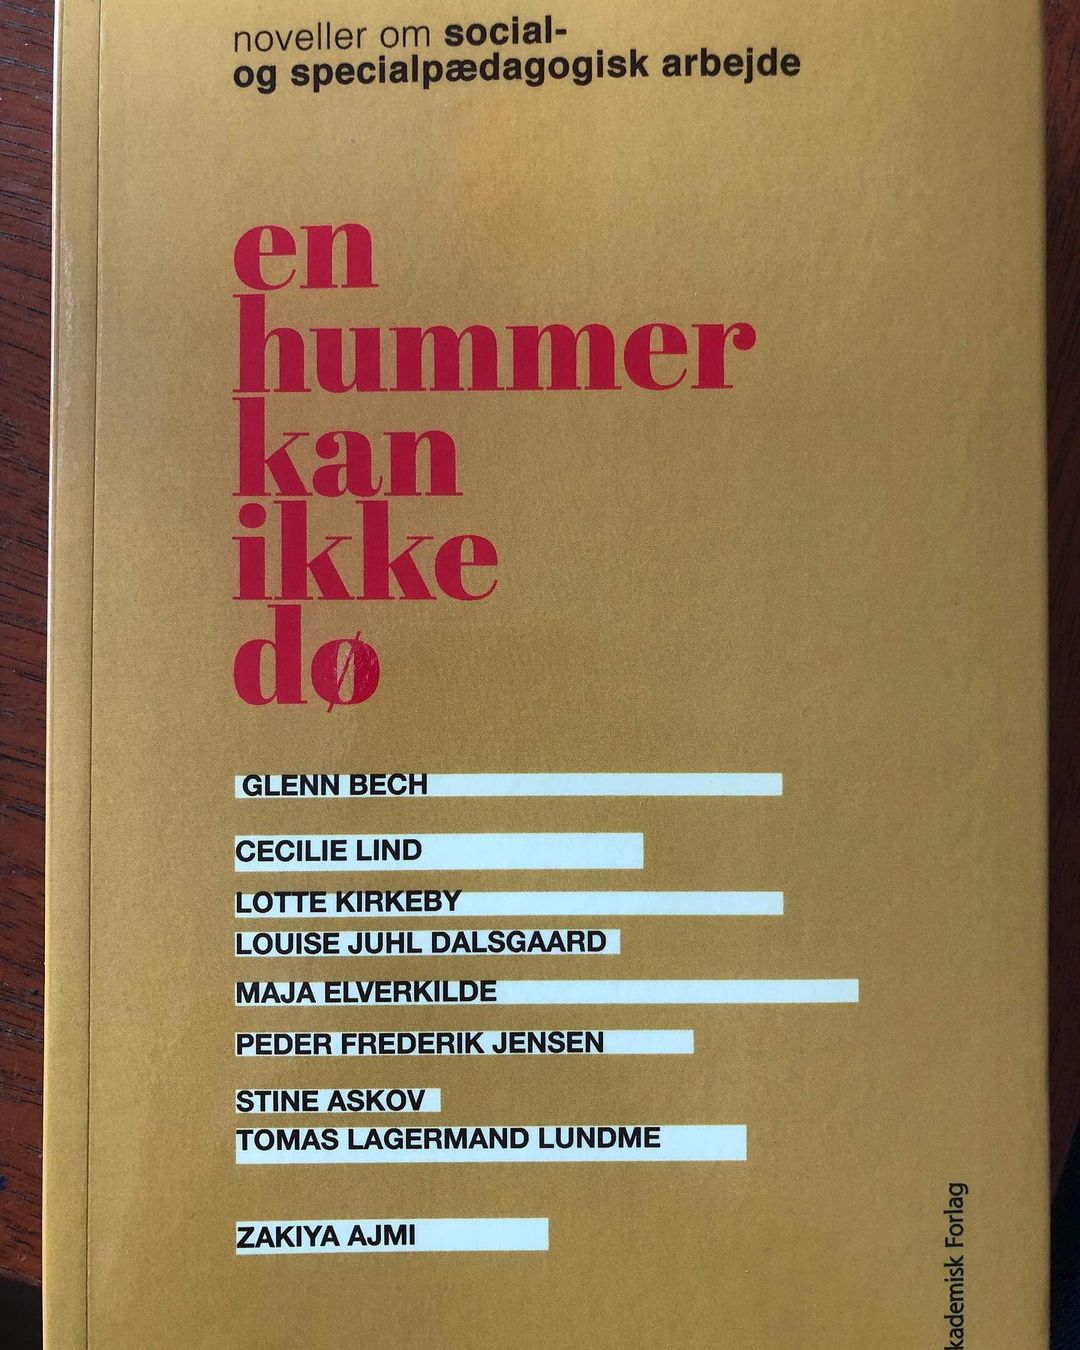 noveller om social-
og specialpædagogisk arbejde
en
hummer
kan
ikke
dø
GLENN BECH
CECILIE LIND
LOTTE KIRKEBY
LOUISE JUHL DALSGAARD
MAJA ELVERKILDE
PEDER FREDERIK JENSEN
STINE ASKOV
TOMAS LAGERMAND LUNDME
ZAKIYA AJMI
kademisk Forlag